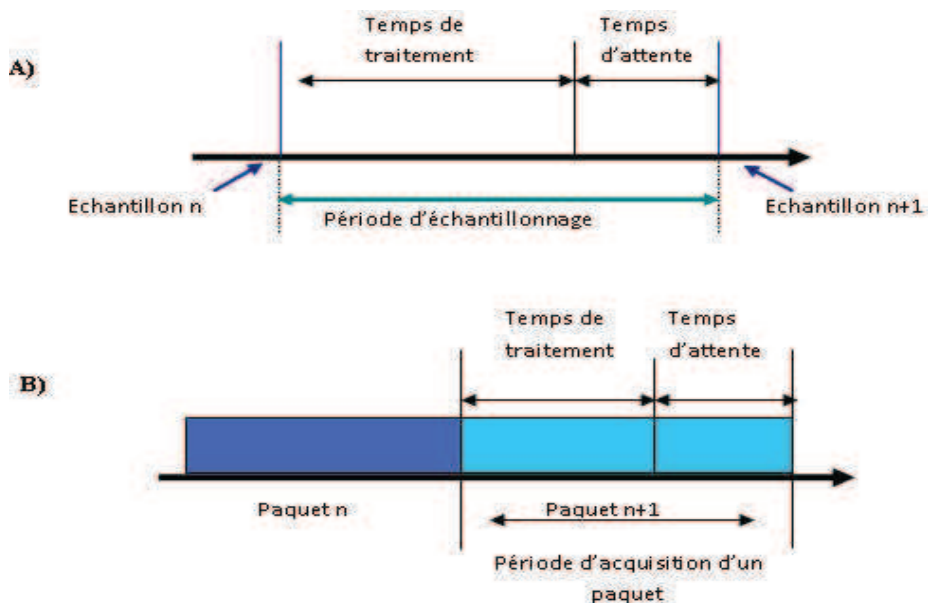 Temps de
traitement
Temps
d'attente
A)
Echantillon n
Période d'échantillonnage
Echantillon n+1
Temps de
traitement
Temps
d'attente
B)
Paquet n
Paquet n+1
Période d'acquisition d'un
paquet